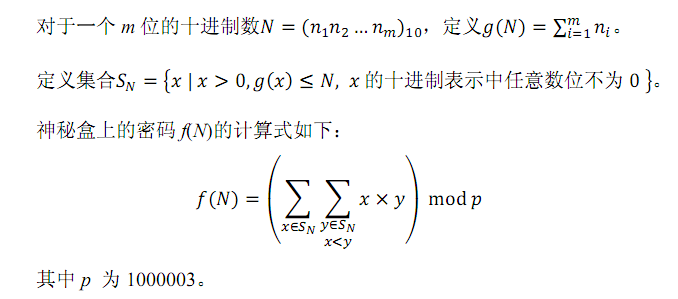 对于一个 m 位的十进制数N = (n₁n₂ … nₘ)₁₀，定义g(N) = ∑ᵢ₌₁ᵐ nᵢ。
定义集合S_N = {x | x > 0, g(x) ≤ N, x 的十进制表示中任意数位不为 0 }。
神秘盒上的密码 f(N)的计算式如下：
f(N) = ( ∑_{x∈S_N} ∑_{y∈S_N, x<y} x × y ) mod p
其中 p 为 1000003。